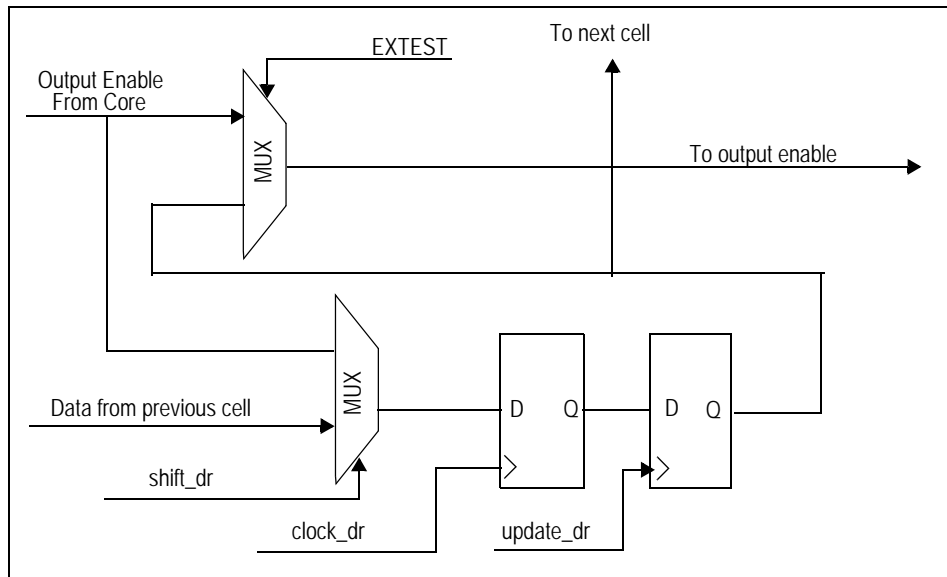 EXTEST
To next cell
Output Enable
From Core
MUX
To output enable
MUX
D
Q
D
Q
Data from previous cell
shift_dr
clock_dr
update_dr